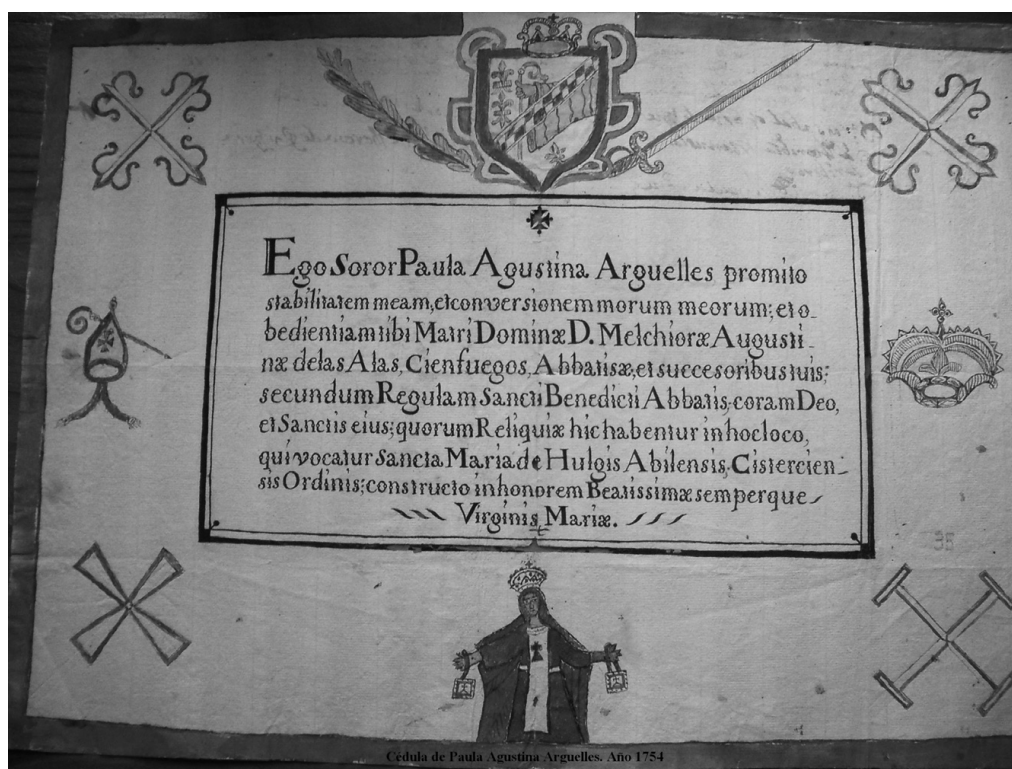 Ego Soror Paula Agustina Arguelles promito
stabilitatem meam, et conversionem morum meorum; et o-
bedientiam tibi Matri Dominæ D. Melchioræ Augusti-
næ de las Alas, Cienfuegos, Abbatisæ, et succesoribus tuis;
secundum Regulam Sancti Benedicti Abbatis, coram Deo,
et Sanctis eius; quorum Reliquiæ hic habentur in hoc loco,
qui vocatur Sancta Maria de Hulgis Abilensis, Cistercien-
sis Ordinis; constructo in honorem Beatissimæ semperque
Virginis Mariæ.
Cédula de Paula Agustina Arguelles. Año 1754